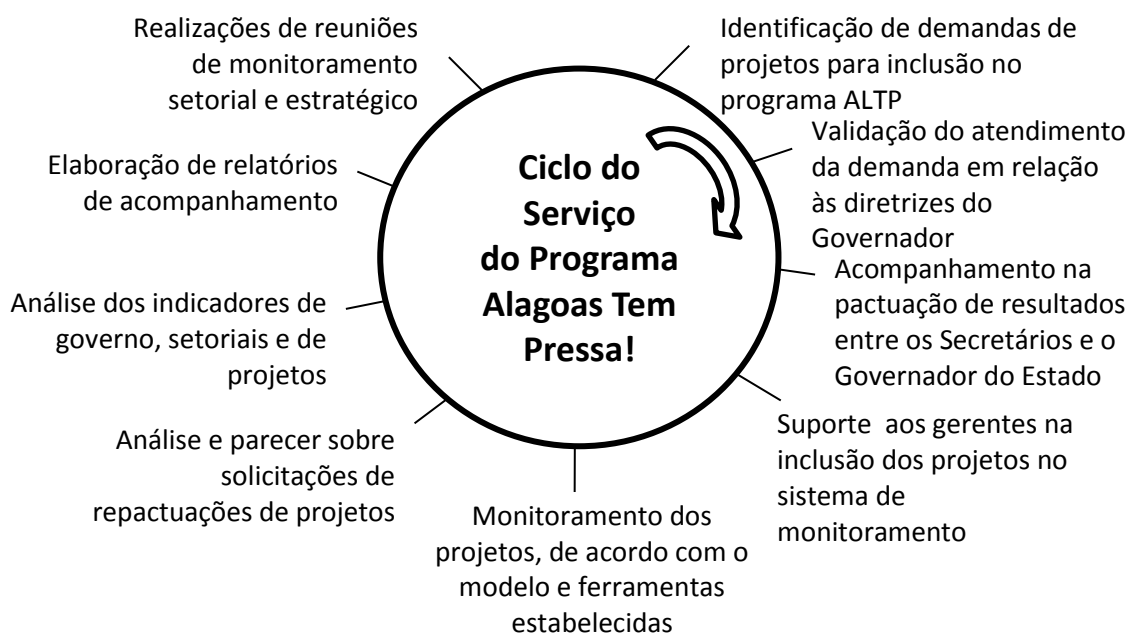 Identificação de demandas de
projetos para inclusão no
programa ALTP
Validação do atendimento
da demanda em relação
às diretrizes do
Governador
Acompanhamento na
pactuação de resultados
entre os Secretários e o
Governador do Estado
Suporte aos gerentes na
inclusão dos projetos no
sistema de
monitoramento
Monitoramento dos
projetos, de acordo com o
modelo e ferramentas
estabelecidas
Análise e parecer sobre
solicitações de
repactuações de projetos
Análise dos indicadores de
governo, setoriais e de
projetos
Elaboração de relatórios
de acompanhamento
Realizações de reuniões
de monitoramento
setorial e estratégico
Ciclo do
Serviço
do Programa
Alagoas Tem
Pressa!